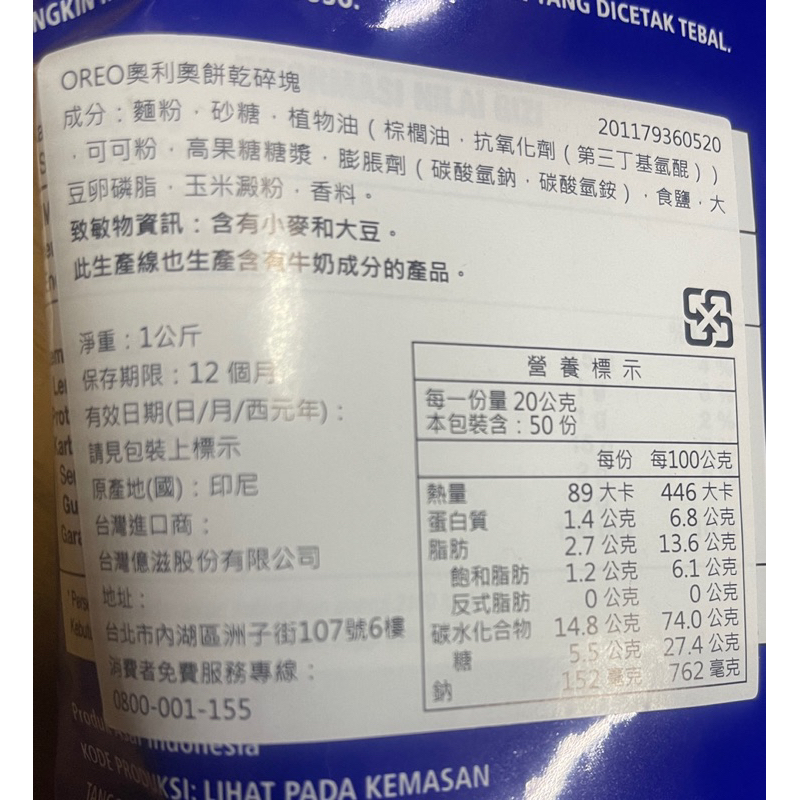 YANG DICETAK TEBAL.
OREO奧利奧餅乾碎塊
201179360520
成分：麵粉．砂糖．植物油（棕櫚油．抗氧化劑（第三丁基氫醌））
．可可粉．高果糖糖漿．膨脹劑（碳酸氫鈉．碳酸氫銨）．食鹽．大
豆卵磷脂．玉米澱粉．香料。
致敏物資訊：含有小麥和大豆。
此生產線也生產含有牛奶成分的產品。
淨重：1公斤
保存期限：12 個月
有效日期(日/月/西元年)：
請見包裝上標示
原產地(國)：印尼
台灣進口商：
台灣億滋股份有限公司
地址：
台北市內湖區洲子街107號6樓
消費者免費服務專線：
0800-001-155
營養標示
每一份量 20公克
本包裝含：50 份
每份 每100公克
熱量 89 大卡 446 大卡
蛋白質 1.4 公克 6.8 公克
脂肪 2.7 公克 13.6 公克
飽和脂肪 1.2 公克 6.1 公克
反式脂肪 0 公克 0 公克
碳水化合物 14.8 公克 74.0 公克
糖 5.5 公克 27.4 公克
鈉 152 毫克 762 毫克
Indonesia
KODE PRODUKSI: LIHAT PADA KEMASAN